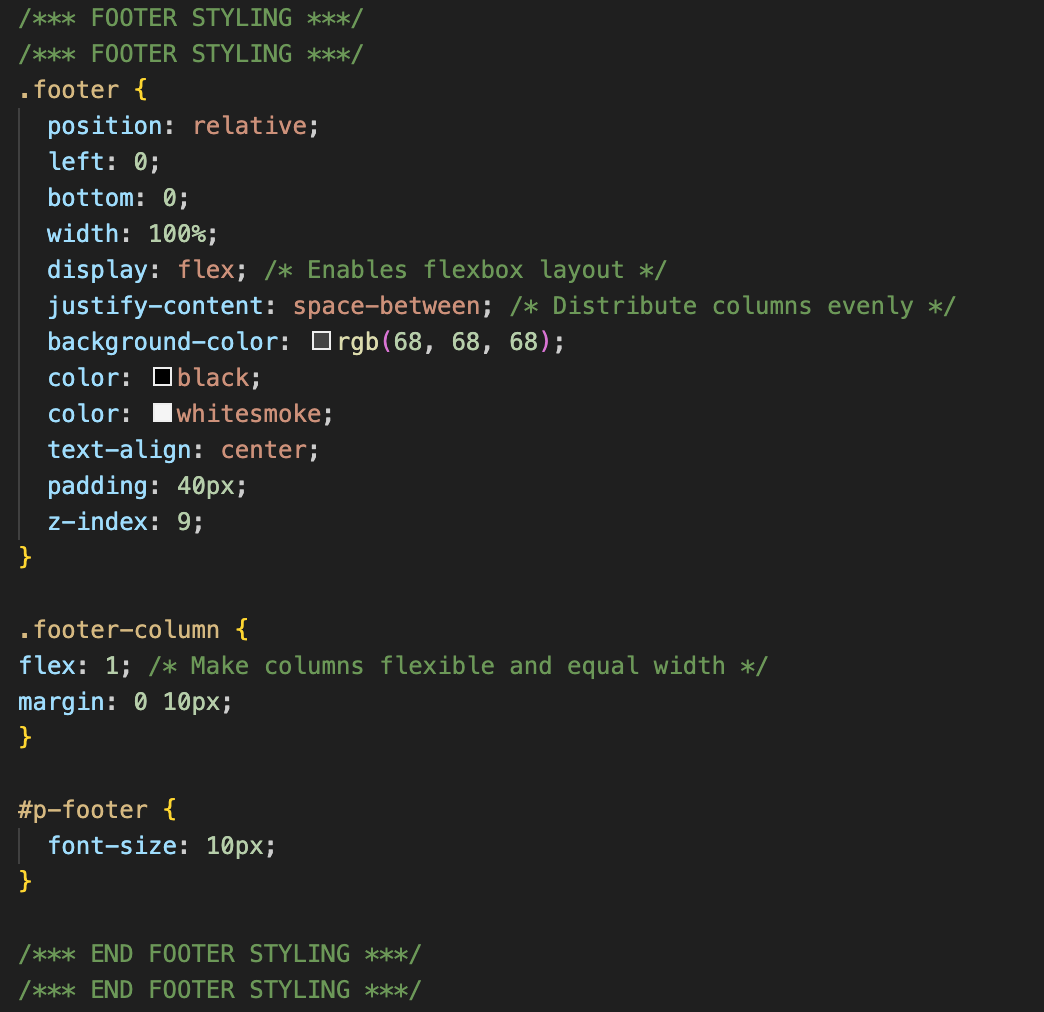 /*** FOOTER STYLING ***/
/*** FOOTER STYLING ***/
.footer {
  position: relative;
  left: 0;
  bottom: 0;
  width: 100%;
  display: flex; /* Enables flexbox layout */
  justify-content: space-between; /* Distribute columns evenly */
  background-color: rgb(68, 68, 68);
  color: black;
  color: whitesmoke;
  text-align: center;
  padding: 40px;
  z-index: 9;
}

.footer-column {
flex: 1; /* Make columns flexible and equal width */
margin: 0 10px;
}

#p-footer {
  font-size: 10px;
}

/*** END FOOTER STYLING ***/
/*** END FOOTER STYLING ***/